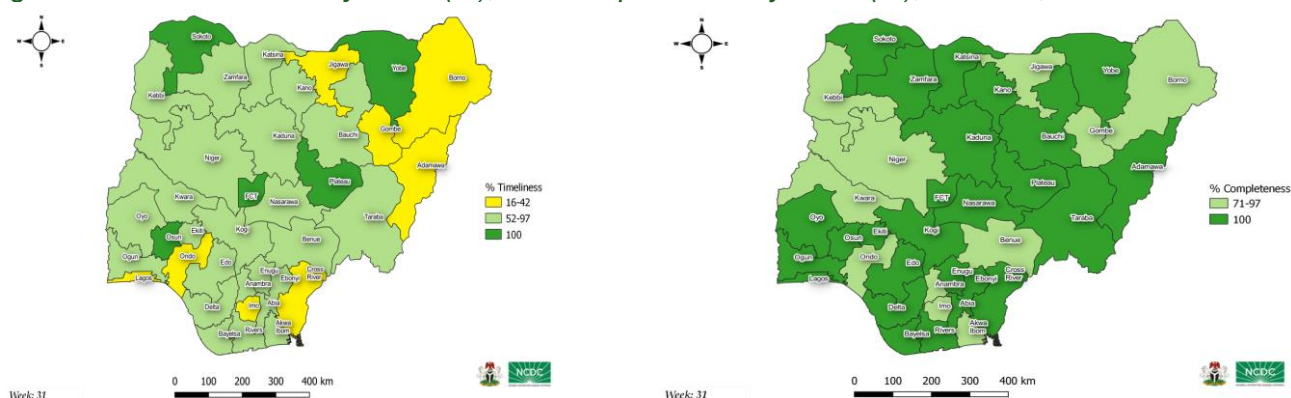 N
W E
S
Sokoto
Katsina
Jigawa
Yobe
Borno
Zamfara
Kano
Kebbi
Gombe
Kaduna
Bauchi
Adamawa
Niger
Plateau
FCT
Kwara
Nasarawa
Taraba
Oyo
Kogi
Ekiti
Osun
Benue
Ogun
Ondo
Edo
Enugu
Cross
River
Ebonyi
Anambra
Lagos
Imo
Abia
Delta
Akwa
Ibom
Rivers
Bayelsa
% Timeliness
16-42
52-97
100
0 100 200 300 400 km
NCDC
Week: 31
N
W E
S
Sokoto
Katsina
Jigawa
Yobe
Borno
Zamfara
Kano
Kebbi
Gombe
Kaduna
Bauchi
Adamawa
Niger
Plateau
FCT
Kwara
Nasarawa
Taraba
Oyo
Kogi
Ekiti
Osun
Benue
Ogun
Ondo
Edo
Enugu
Cross
River
Ebonyi
Anambra
Lagos
Imo
Abia
Delta
Akwa
Ibom
Rivers
Bayelsa
% Completeness
71-97
100
0 100 200 300 400 km
NCDC
Week: 31